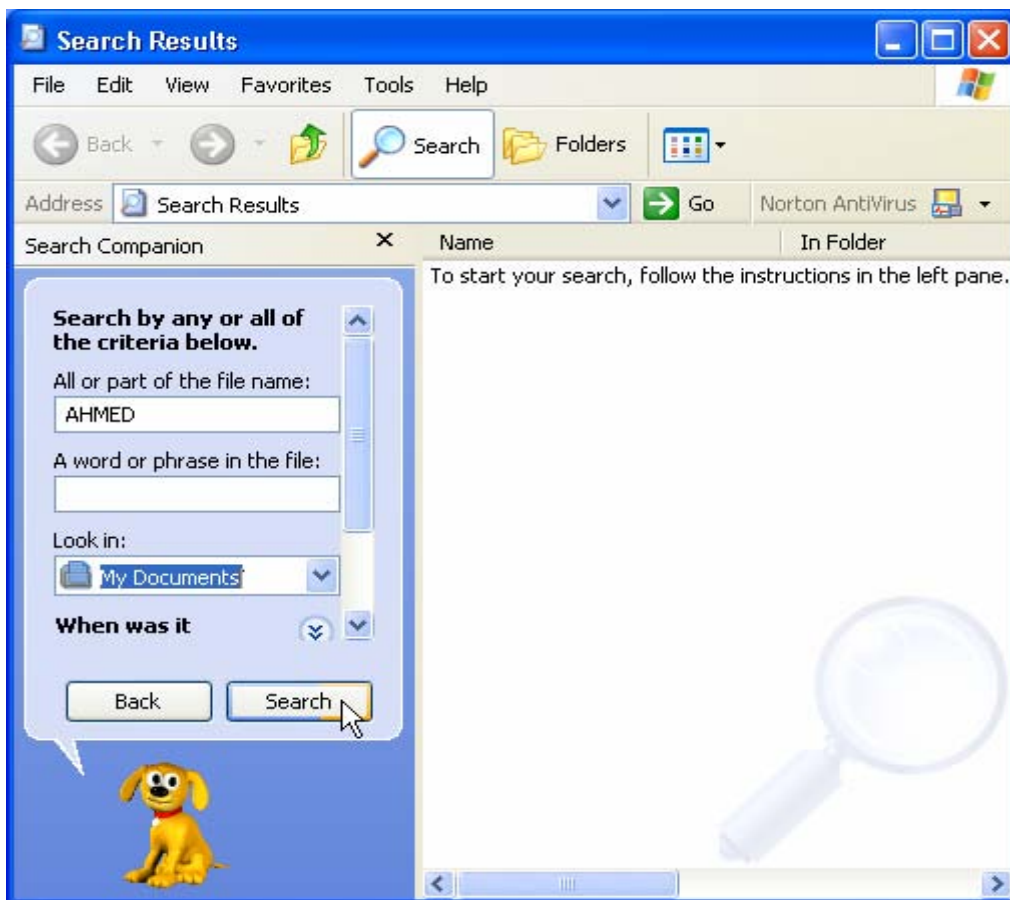 Search Results
File Edit View Favorites Tools Help
Back Search Folders
Address Search Results Go Norton AntiVirus
Search Companion
Name In Folder
To start your search, follow the instructions in the left pane.
Search by any or all of
the criteria below.
All or part of the file name:
AHMED
A word or phrase in the file:
Look in:
My Documents
When was it
Back Search